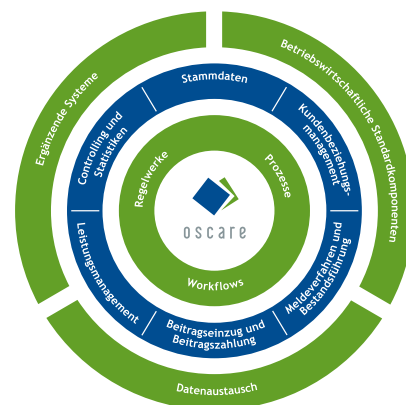 Ergänzende Systeme
Betriebswirtschaftliche Standardkomponenten
Stammdaten
Controlling und
Statistiken
Kundenbeziehungs-
management
Regelwerke
Prozesse
oscare
Leistungsmanagement
Meldeverfahren und
Bestandsführung
Workflows
Beitragseinzug und
Beitragszahlung
Datenaustausch